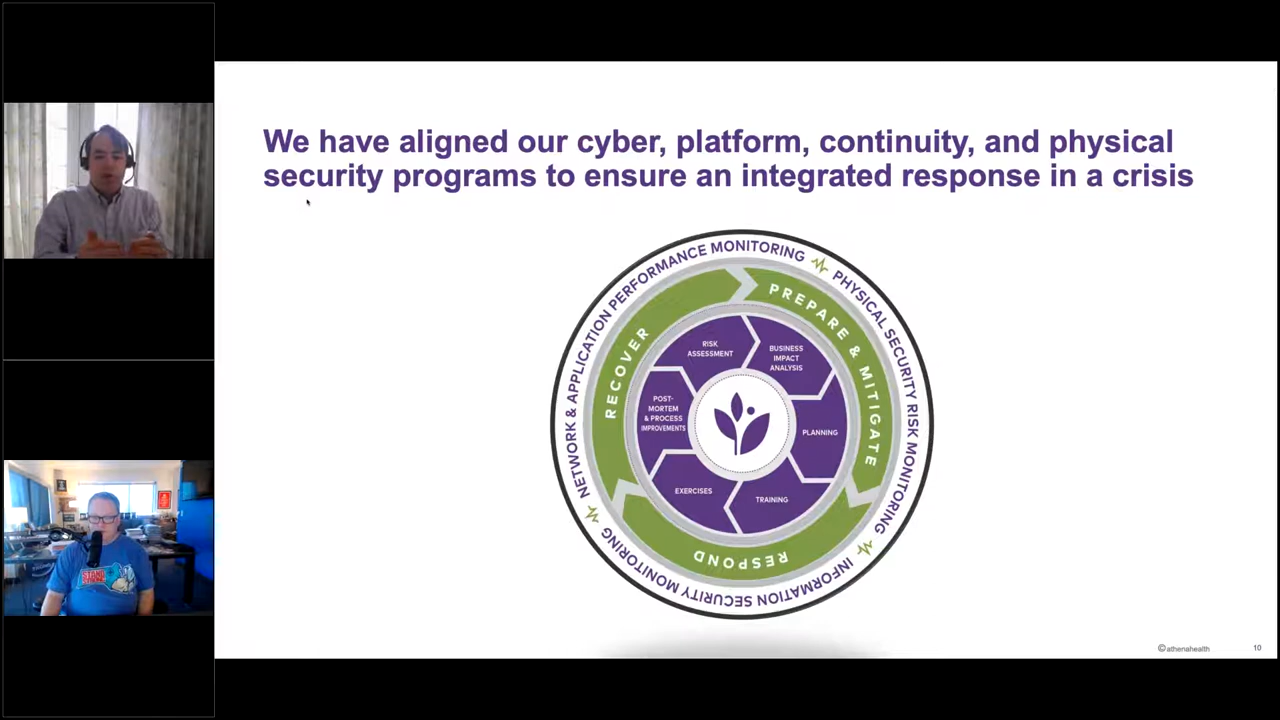 We have aligned our cyber, platform, continuity, and physical
security programs to ensure an integrated response in a crisis
NETWORK & APPLICATION PERFORMANCE MONITORING
PHYSICAL SECURITY RISK MONITORING
INFORMATION SECURITY MONITORING
PREPARE & MITIGATE
RESPOND
RECOVER
RISK
ASSESSMENT
BUSINESS
IMPACT
ANALYSIS
PLANNING
TRAINING
EXERCISES
POST-
MORTEM
& PROCESS
IMPROVEMENTS
©athenahealth
10